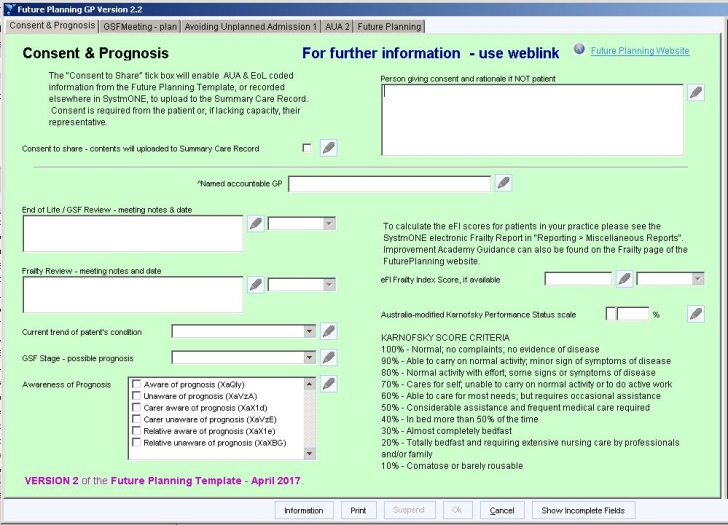 Future Planning GP Version 2.2
Consent & Prognosis GSFMeeting - plan Avoiding Unplanned Admission 1 AUA 2 Future Planning
Consent & Prognosis
For further information - use weblink
Future Planning Website
The "Consent to Share" tick box will enable AUA & EoL coded
information from the Future Planning Template, or recorded
elsewhere in SystmONE, to upload to the Summary Care Record.
Consent is required from the patient or, if lacking capacity, their
representative.
Person giving consent and rationale if NOT patient
Consent to share - contents will uploaded to Summary Care Record
^Named accountable GP
End of Life / GSF Review - meeting notes & date
Frailty Review - meeting notes and date
To calculate the eFI scores for patients in your practice please see the
SystmONE electronic Frailty Report in "Reporting > Miscellaneous Reports".
Improvement Academy Guidance can also be found on the Frailty page of the
FuturePlanning website.
eFI Frailty Index Score, if available
Australia-modified Karnofsky Performance Status scale %
Current trend of patent's condition
GSF Stage - possible prognosis
Awareness of Prognosis
Aware of prognosis (XaQly)
Unaware of prognosis (XaVzA)
Carer aware of prognosis (XaX1d)
Carer unaware of prognosis (XaVzE)
Relative aware of prognosis (XaX1e)
Relative unaware of prognosis (XaXBG)
KARNOFSKY SCORE CRITERIA
100% - Normal; no complaints; no evidence of disease
90% - Able to carry on normal activity; minor sign of symptoms of disease
80% - Normal activity with effort; some signs or symptoms of disease
70% - Cares for self; unable to carry on normal activity or to do active work
60% - Able to care for most needs; but requires occasional assistance
50% - Considerable assistance and frequent medical care required
40% - In bed more than 50% of the time
30% - Almost completely bedfast
20% - Totally bedfast and requiring extensive nursing care by professionals
and/or family
10% - Comatose or barely rousable
VERSION 2 of the Future Planning Template - April 2017.
Information Print Suspend Ok Cancel Show Incomplete Fields